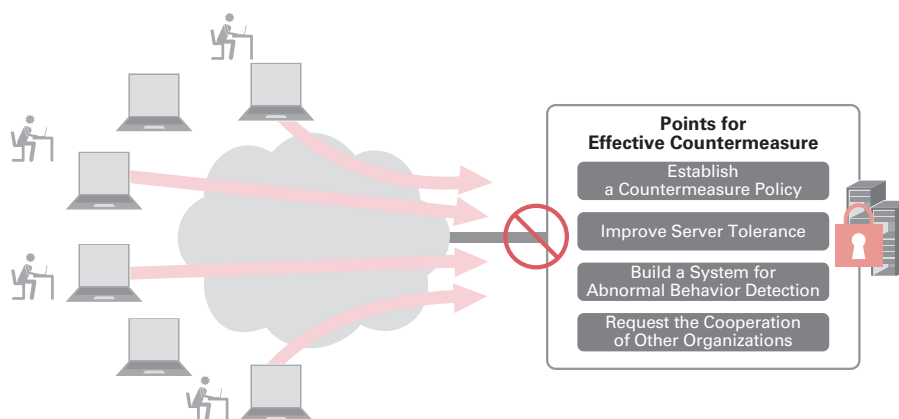 Points for
Effective Countermeasure
Establish
a Countermeasure Policy
Improve Server Tolerance
Build a System for
Abnormal Behavior Detection
Request the Cooperation
of Other Organizations